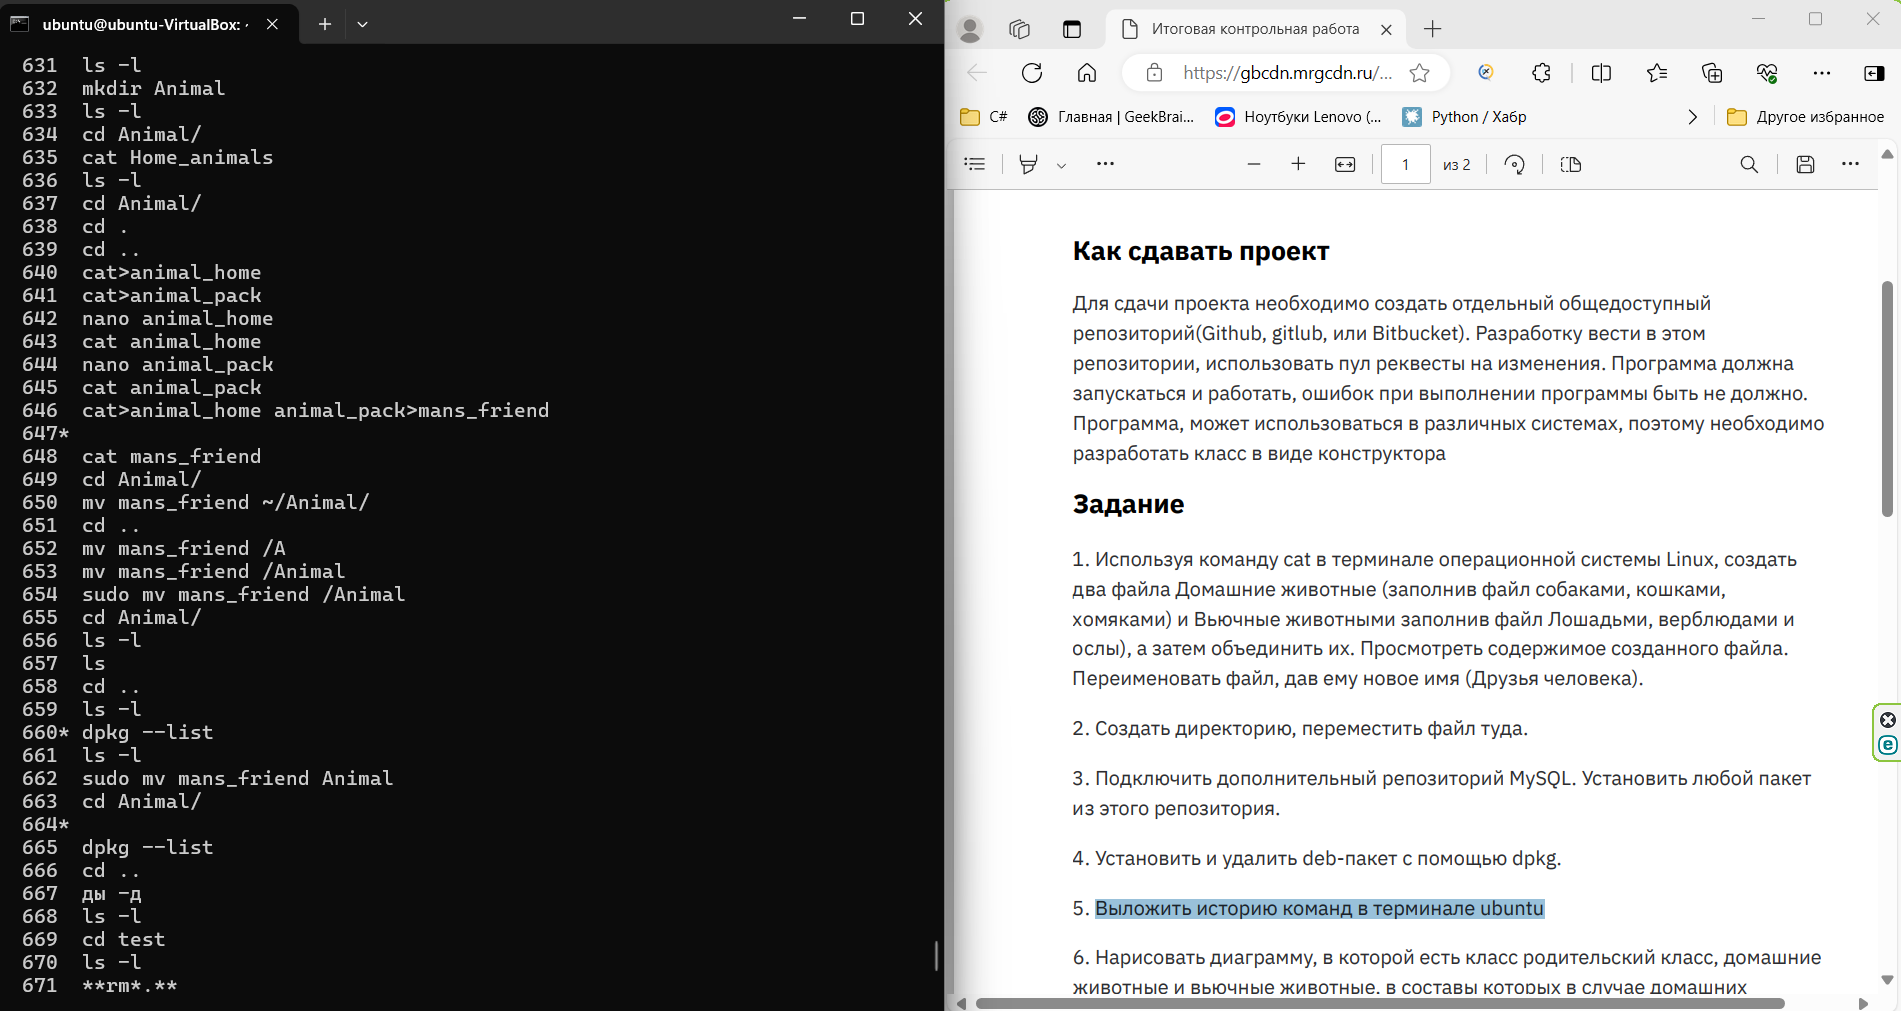 ubuntu@ubuntu-VirtualBox: ·
631 ls -l
632 mkdir Animal
633 ls -l
634 cd Animal/
635 cat Home_animals
636 ls -l
637 cd Animal/
638 cd .
639 cd ..
640 cat>animal_home
641 cat>animal_pack
642 nano animal_home
643 cat animal_home
644 nano animal_pack
645 cat animal_pack
646 cat>animal_home animal_pack>mans_friend
647*
648 cat mans_friend
649 cd Animal/
650 mv mans_friend ~/Animal/
651 cd ..
652 mv mans_friend /A
653 mv mans_friend /Animal
654 sudo mv mans_friend /Animal
655 cd Animal/
656 ls -l
657 ls
658 cd ..
659 ls -l
660* dpkg --list
661 ls -l
662 sudo mv mans_friend Animal
663 cd Animal/
664*
665 dpkg --list
666 cd ..
667 ды -д
668 ls -l
669 cd test
670 ls -l
671 **rm*.**
Итоговая контрольная работа
https://gbcdn.mrgcdn.ru/...
C#
Главная | GeekBrai...
Ноутбуки Lenovo (...
Python / Хабр
Другое избранное
1 из 2
Как сдавать проект
Для сдачи проекта необходимо создать отдельный общедоступный
репозиторий(Github, gitlub, или Bitbucket). Разработку вести в этом
репозитории, использовать пул реквесты на изменения. Программа должна
запускаться и работать, ошибок при выполнении программы быть не должно.
Программа, может использоваться в различных системах, поэтому необходимо
разработать класс в виде конструктора
Задание
1. Используя команду cat в терминале операционной системы Linux, создать
два файла Домашние животные (заполнив файл собаками, кошками,
хомяками) и Вьючные животными заполнив файл Лошадьми, верблюдами и
ослы), а затем объединить их. Просмотреть содержимое созданного файла.
Переименовать файл, дав ему новое имя (Друзья человека).
2. Создать директорию, переместить файл туда.
3. Подключить дополнительный репозиторий MySQL. Установить любой пакет
из этого репозитория.
4. Установить и удалить deb-пакет с помощью dpkg.
5. Выложить историю команд в терминале ubuntu
6. Нарисовать диаграмму, в которой есть класс родительский класс, домашние
животные и вьючные животные, в составы которых в случае домашних